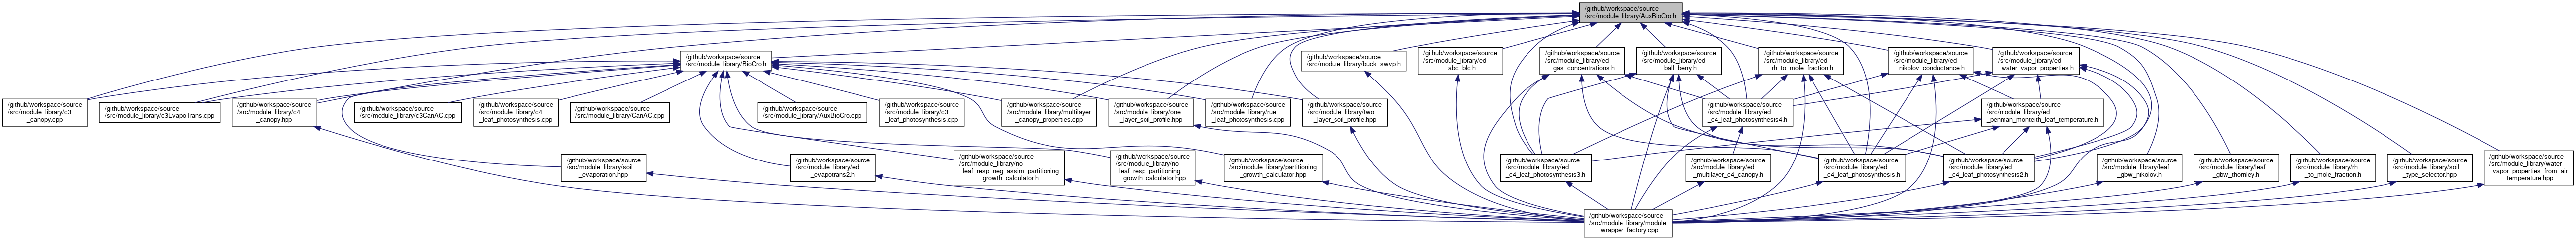 /github/workspace/source
/src/module_library/AuxBioCro.h
/github/workspace/source
/src/module_library/BioCro.h
/github/workspace/source
/src/module_library/buck_swvp.h
/github/workspace/source
/src/module_library/ed
_abc_blc.h
/github/workspace/source
/src/module_library/ed
_gas_concentrations.h
/github/workspace/source
/src/module_library/ed
_ball_berry.h
/github/workspace/source
/src/module_library/ed
_rh_to_mole_fraction.h
/github/workspace/source
/src/module_library/ed
_nikolov_conductance.h
/github/workspace/source
/src/module_library/ed
_water_vapor_properties.h
/github/workspace/source
/src/module_library/c3
_canopy.cpp
/github/workspace/source
/src/module_library/c3EvapoTrans.cpp
/github/workspace/source
/src/module_library/c4
_canopy.hpp
/github/workspace/source
/src/module_library/c3CanAC.cpp
/github/workspace/source
/src/module_library/c4
_leaf_photosynthesis.cpp
/github/workspace/source
/src/module_library/CanAC.cpp
/github/workspace/source
/src/module_library/AuxBioCro.cpp
/github/workspace/source
/src/module_library/c3
_leaf_photosynthesis.cpp
/github/workspace/source
/src/module_library/multilayer
_canopy_properties.cpp
/github/workspace/source
/src/module_library/one
_layer_soil_profile.hpp
/github/workspace/source
/src/module_library/rue
_leaf_photosynthesis.cpp
/github/workspace/source
/src/module_library/two
_layer_soil_profile.hpp
/github/workspace/source
/src/module_library/ed
_c4_leaf_photosynthesis4.h
/github/workspace/source
/src/module_library/ed
_penman_monteith_leaf_temperature.h
/github/workspace/source
/src/module_library/soil
_evaporation.hpp
/github/workspace/source
/src/module_library/ed
_evapotrans2.h
/github/workspace/source
/src/module_library/no
_leaf_resp_neg_assim_partitioning
_growth_calculator.h
/github/workspace/source
/src/module_library/no
_leaf_resp_partitioning
_growth_calculator.hpp
/github/workspace/source
/src/module_library/partitioning
_growth_calculator.hpp
/github/workspace/source
/src/module_library/ed
_c4_leaf_photosynthesis3.h
/github/workspace/source
/src/module_library/ed
_multilayer_c4_canopy.h
/github/workspace/source
/src/module_library/ed
_c4_leaf_photosynthesis.h
/github/workspace/source
/src/module_library/ed
_c4_leaf_photosynthesis2.h
/github/workspace/source
/src/module_library/leaf
_gbw_nikolov.h
/github/workspace/source
/src/module_library/leaf
_gbw_thornley.h
/github/workspace/source
/src/module_library/rh
_to_mole_fraction.h
/github/workspace/source
/src/module_library/soil
_type_selector.hpp
/github/workspace/source
/src/module_library/water
_vapor_properties_from_air
_temperature.hpp
/github/workspace/source
/src/module_library/module
_wrapper_factory.cpp